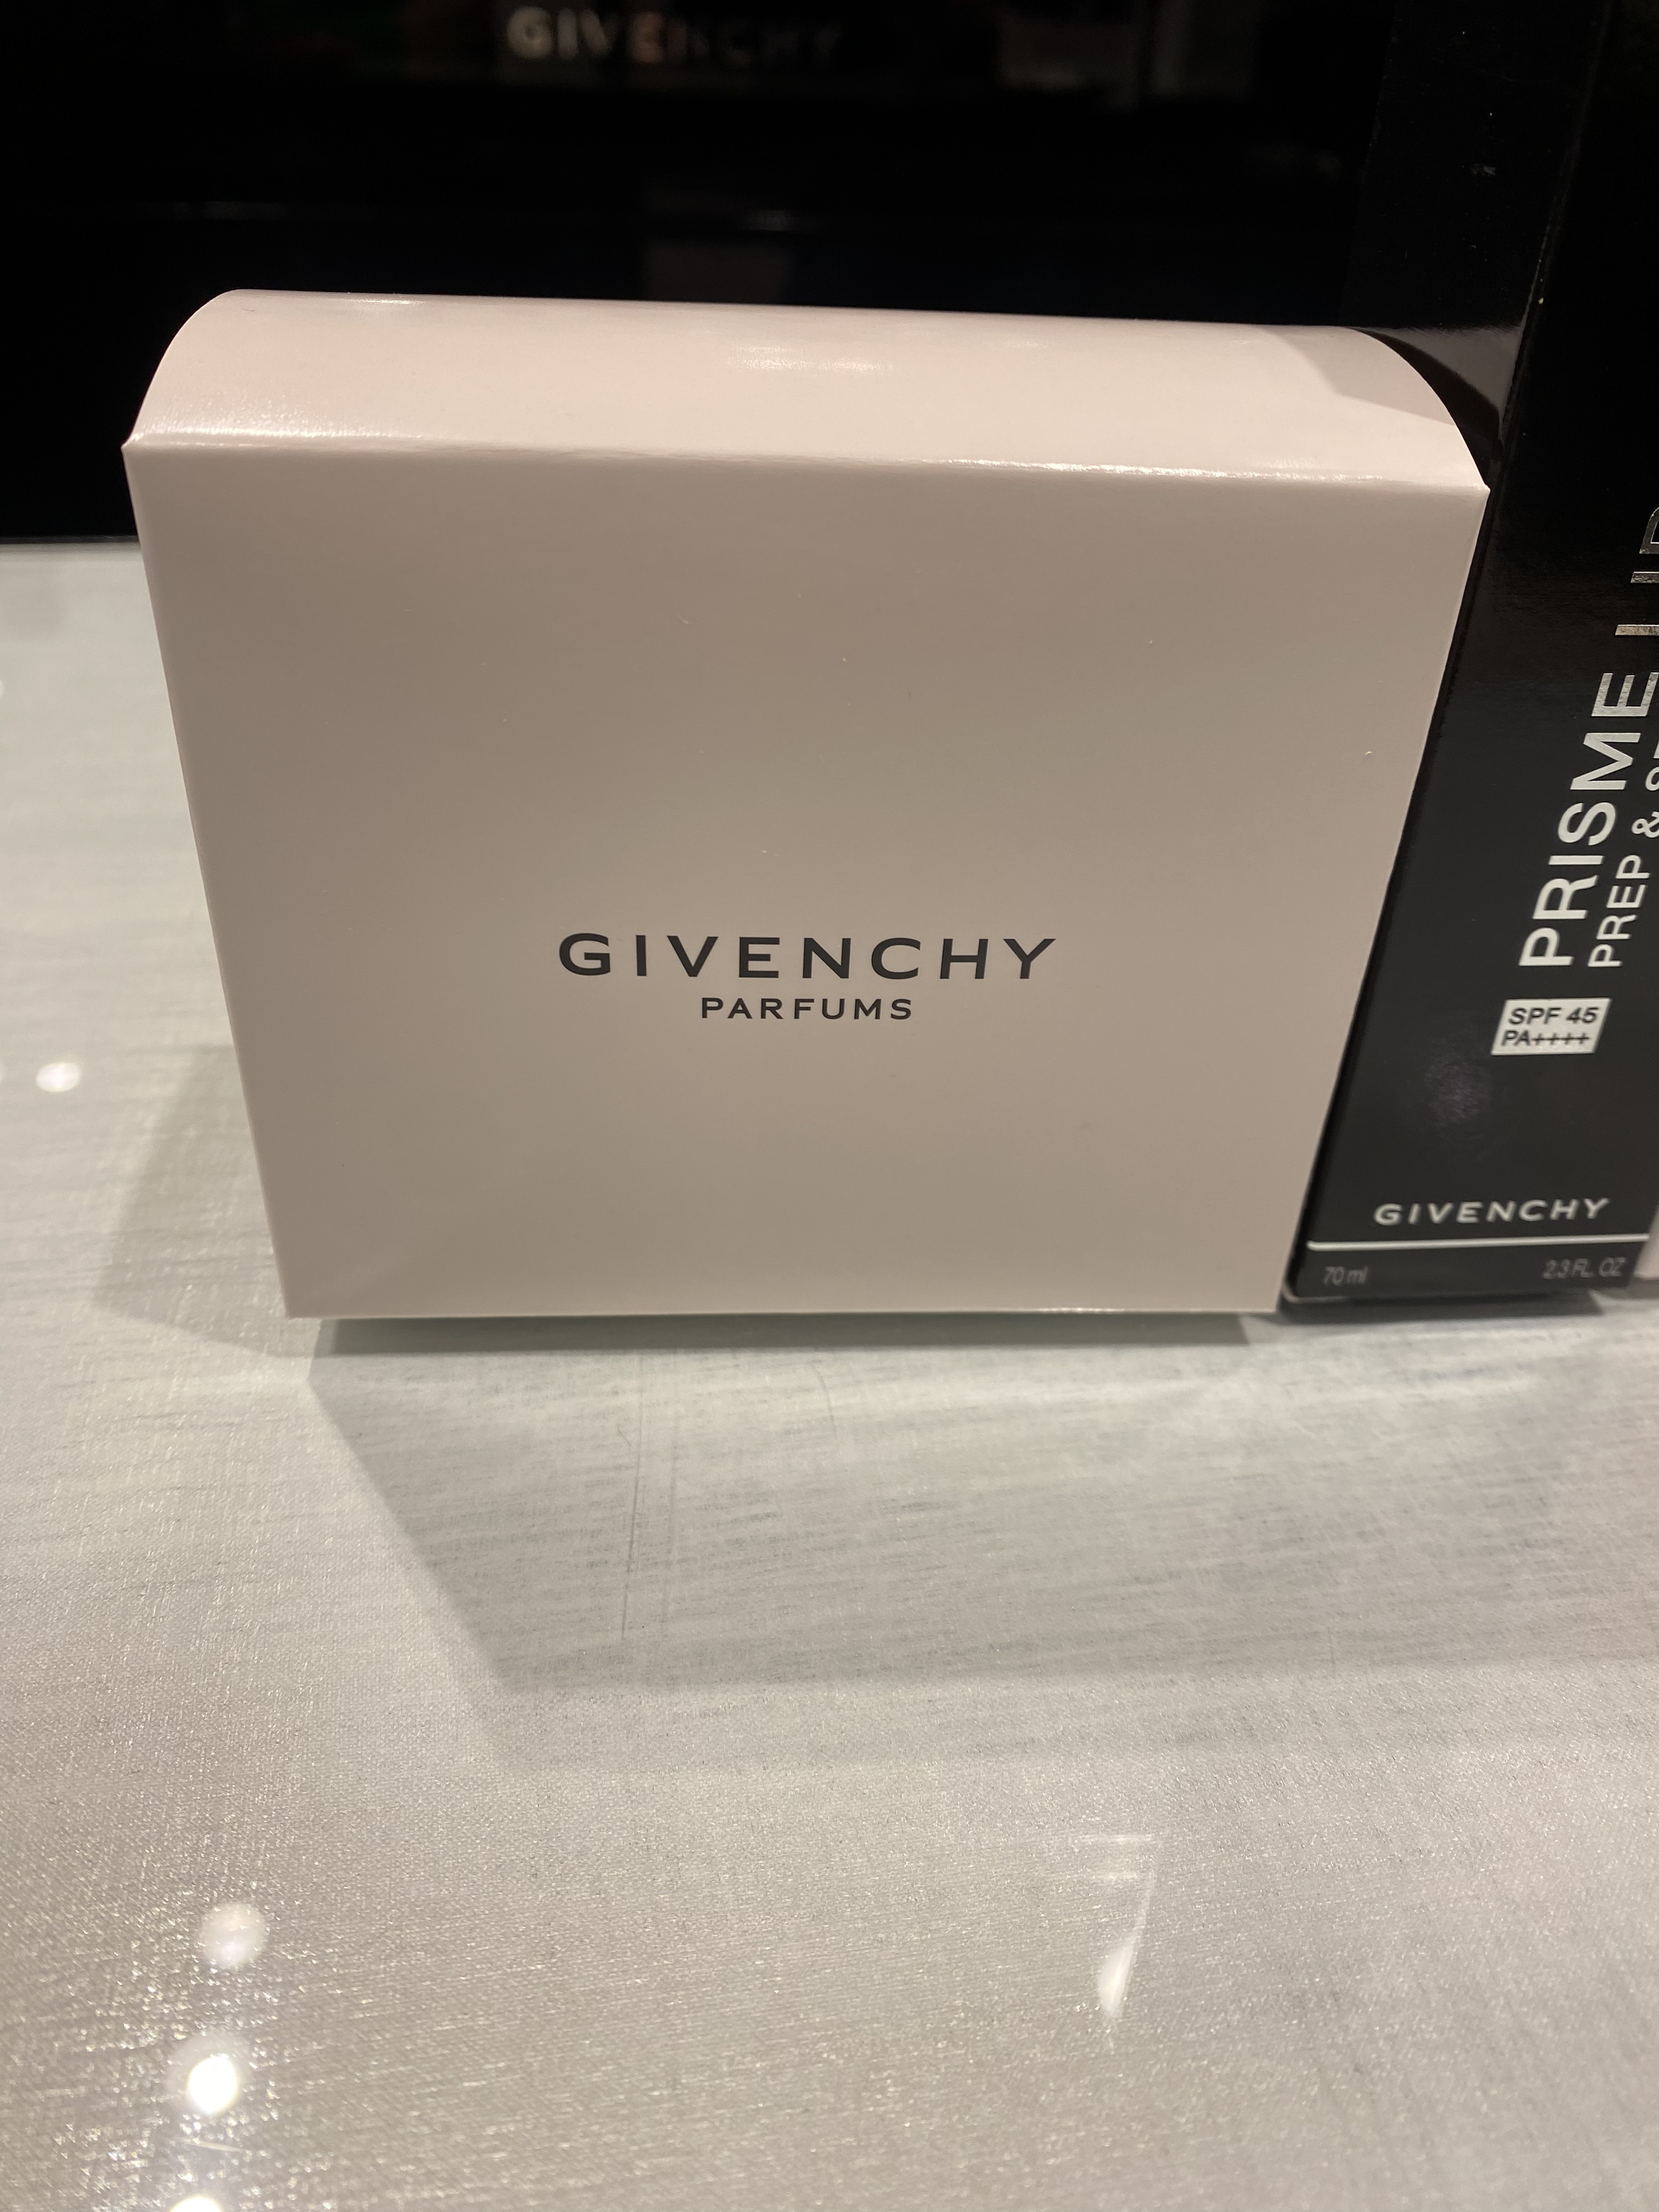 GIVENCHY
GIVENCHY
PARFUMS
PRISME
PREP &
SPF 45
PA++++
GIVENCHY
70 ml
2.3 FL. OZ